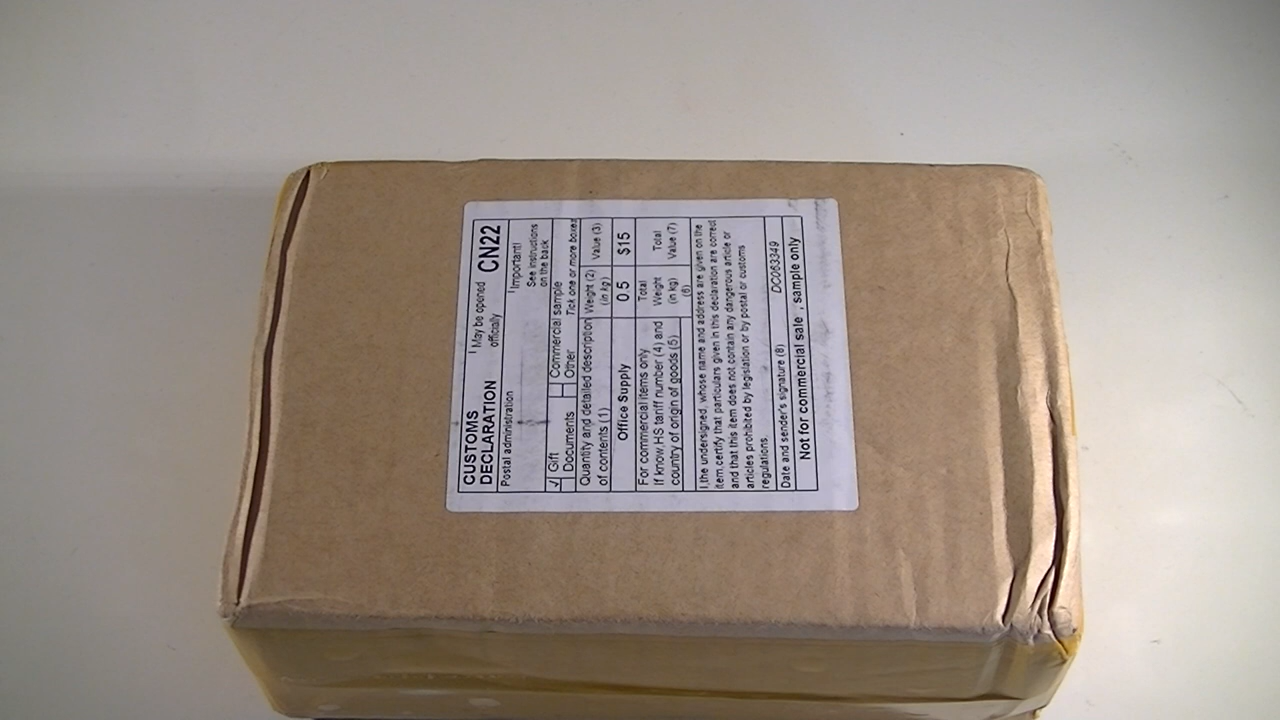 CUSTOMS
DECLARATION
May be opened
officially
CN22
Postal administration
Important!
See instructions
on the back
√ Gift
Commercial sample
Documents
Other
Tick one or more boxes
Quantity and detailed description
of contents (1)
Weight (2)
(in kg)
Value (3)
Office Supply
0.5
$15
For commercial items only
If know,HS tariff number (4) and
country of origin of goods (5)
Total
Weight
(in kg)
(6)
Total
Value (7)
I,the undersigned, whose name and address are given on the
item,certify that particulars given in this declaration are correct
and that this item does not contain any dangerous article or
articles prohibited by legislation or by postal or customs
regulations.
Date and sender's signature (8)
DC063349
Not for commercial sale , sample only